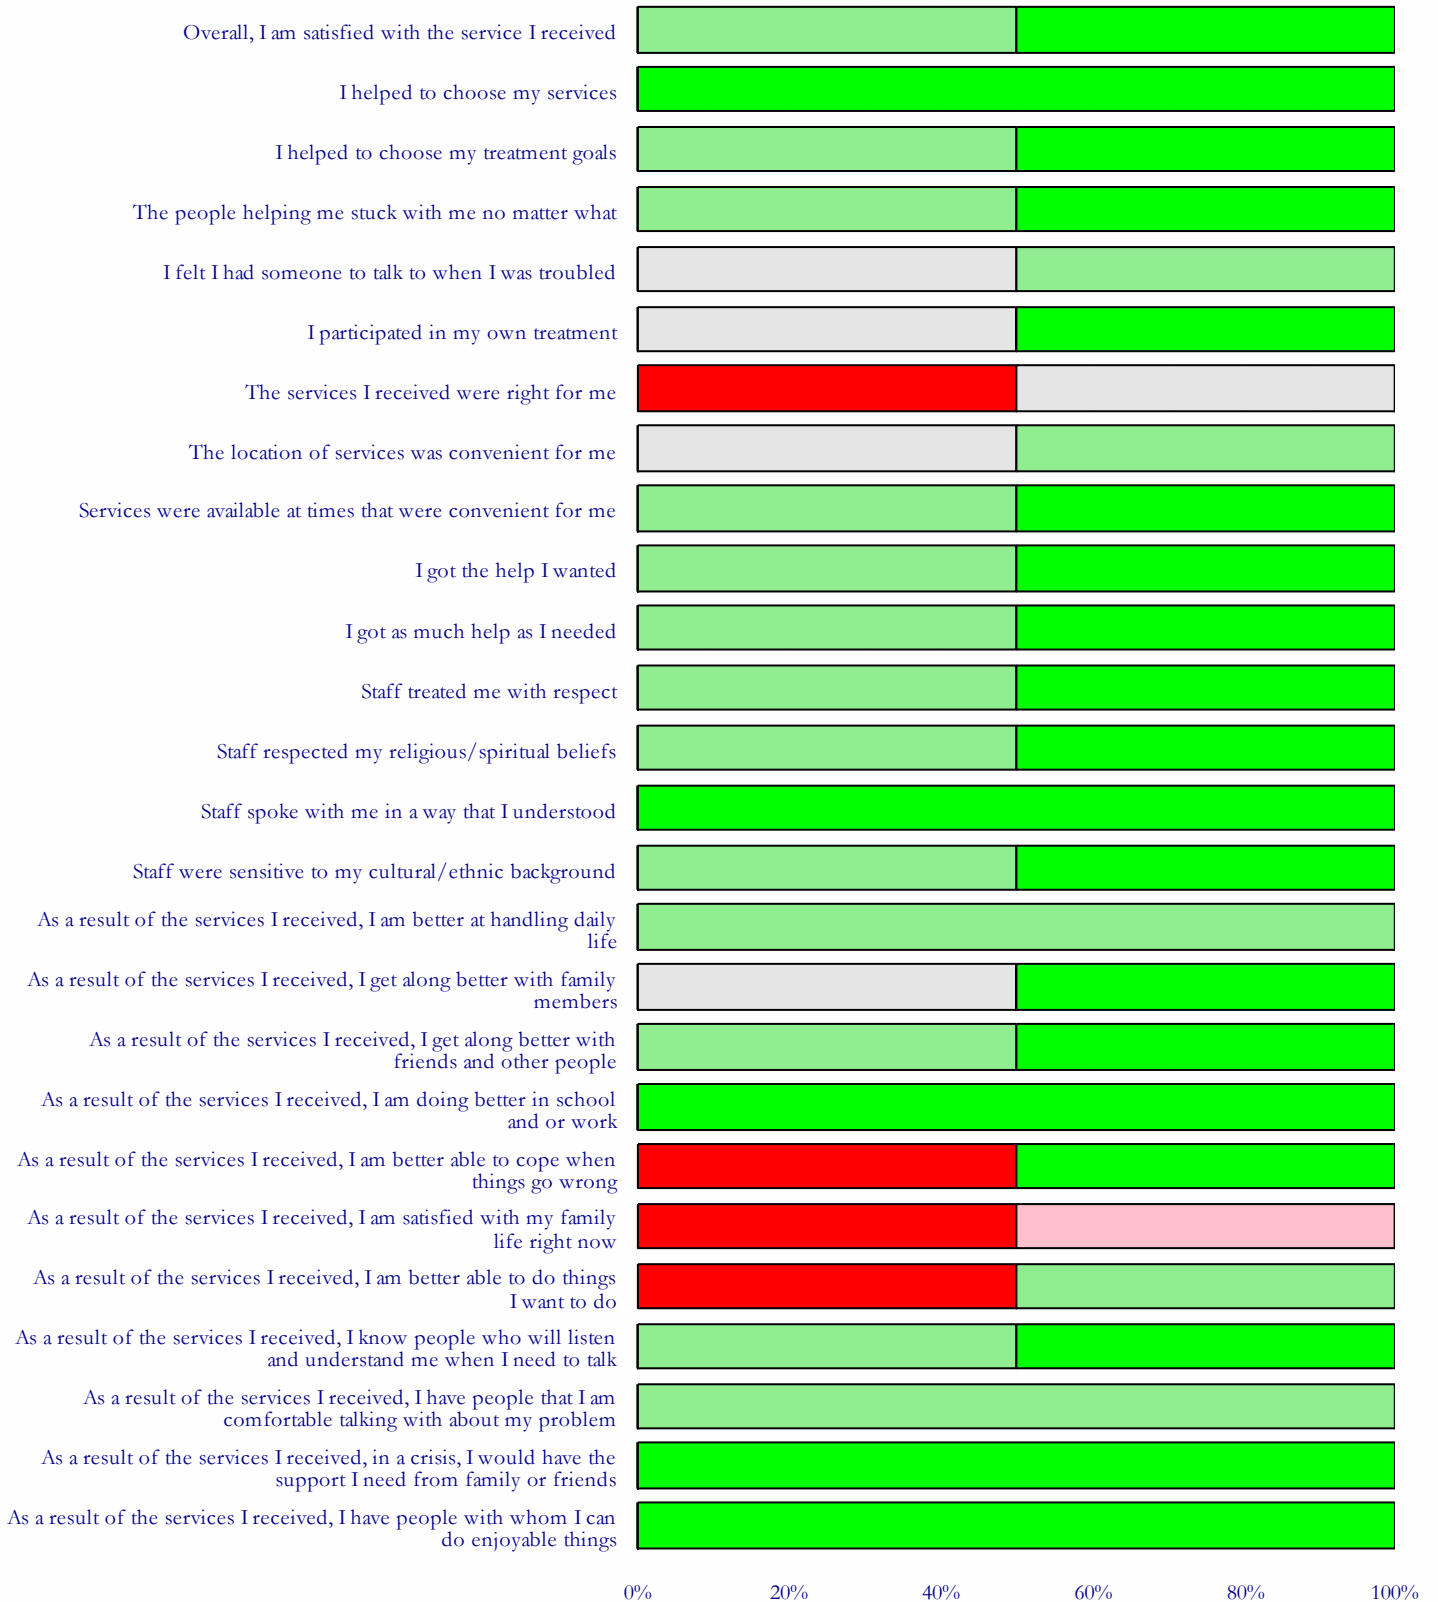 Overall, I am satisfied with the service I received
I helped to choose my services
I helped to choose my treatment goals
The people helping me stuck with me no matter what
I felt I had someone to talk to when I was troubled
I participated in my own treatment
The services I received were right for me
The location of services was convenient for me
Services were available at times that were convenient for me
I got the help I wanted
I got as much help as I needed
Staff treated me with respect
Staff respected my religious/spiritual beliefs
Staff spoke with me in a way that I understood
Staff were sensitive to my cultural/ethnic background
As a result of the services I received, I am better at handling daily
life
As a result of the services I received, I get along better with family
members
As a result of the services I received, I get along better with
friends and other people
As a result of the services I received, I am doing better in school
and or work
As a result of the services I received, I am better able to cope when
things go wrong
As a result of the services I received, I am satisfied with my family
life right now
As a result of the services I received, I am better able to do things
I want to do
As a result of the services I received, I know people who will listen
and understand me when I need to talk
As a result of the services I received, I have people that I am
comfortable talking with about my problem
As a result of the services I received, in a crisis, I would have the
support I need from family or friends
As a result of the services I received, I have people with whom I can
do enjoyable things
0% 20% 40% 60% 80% 100%